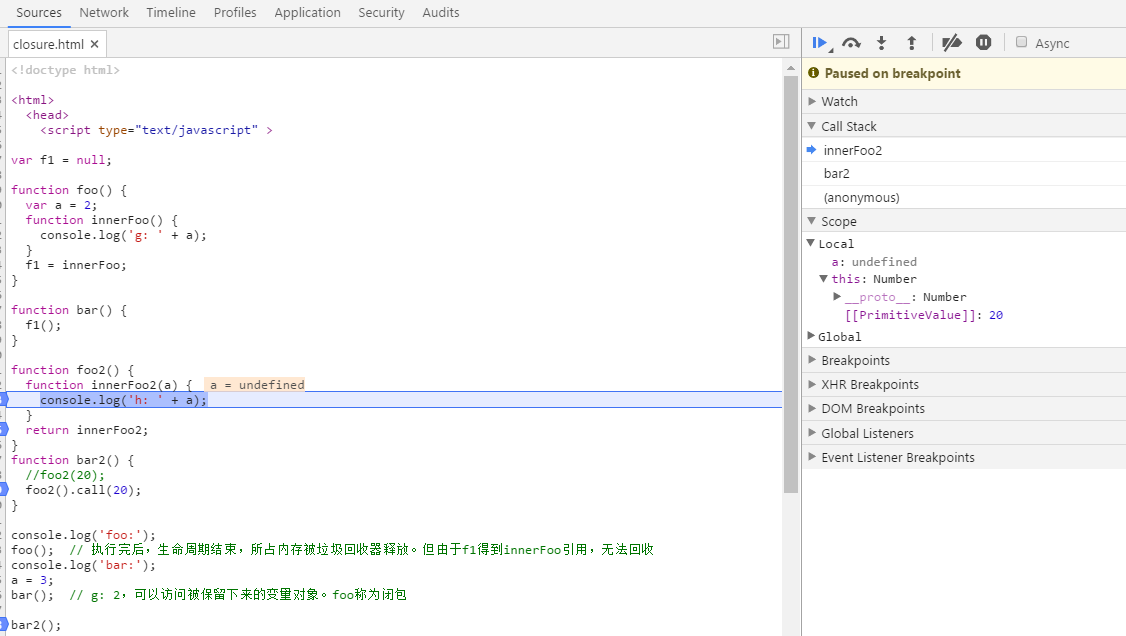 Sources Network Timeline Profiles Application Security Audits
closure.html ×
<!doctype html>
<html>
<head>
<script type="text/javascript" >
var f1 = null;
function foo() {
var a = 2;
function innerFoo() {
console.log('g: ' + a);
}
f1 = innerFoo;
}
function bar() {
f1();
}
function foo2() {
function innerFoo2(a) { a = undefined
console.log('h: ' + a);
}
return innerFoo2;
}
function bar2() {
//foo2(20);
foo2().call(20);
}
console.log('foo:');
foo(); // 执行完后，生命周期结束，所占内存被垃圾回收器释放。但由于f1得到innerFoo引用，无法回收
console.log('bar:');
a = 3;
bar(); // g: 2，可以访问被保留下来的变量对象。foo称为闭包
bar2();
Async
Paused on breakpoint
Watch
Call Stack
innerFoo2
bar2
(anonymous)
Scope
Local
a: undefined
this: Number
__proto__: Number
[[PrimitiveValue]]: 20
Global
Breakpoints
XHR Breakpoints
DOM Breakpoints
Global Listeners
Event Listener Breakpoints